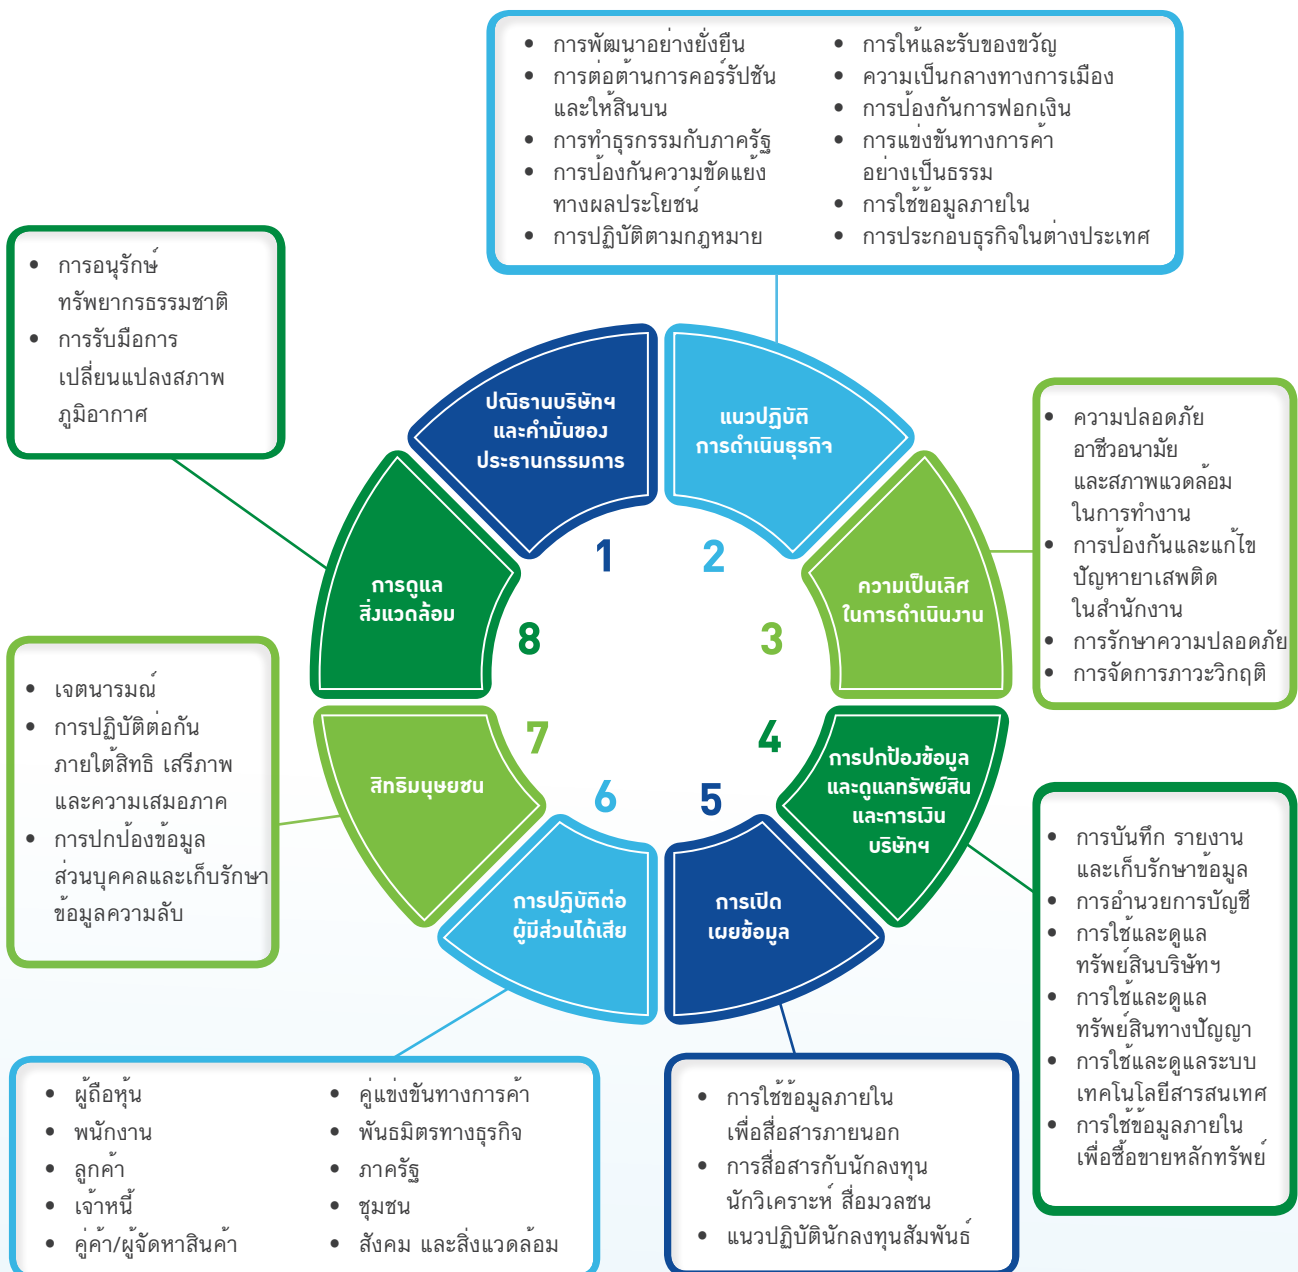 ปณิธานบริษัทฯ
และคำมั่นของ
ประธานกรรมการ
1
แนวปฏิบัติ
การดำเนินธุรกิจ
2
• การพัฒนาอย่างยั่งยืน
• การต่อต้านการคอร์รัปชัน
และให้สินบน
• การทำธุรกรรมกับภาครัฐ
• การป้องกันความขัดแย้ง
ทางผลประโยชน์
• การปฏิบัติตามกฎหมาย
• การให้และรับของขวัญ
• ความเป็นกลางทางการเมือง
• การป้องกันการฟอกเงิน
• การแข่งขันทางการค้า
อย่างเป็นธรรม
• การใช้ข้อมูลภายใน
• การประกอบธุรกิจในต่างประเทศ
ความเป็นเลิศ
ในการดำเนินงาน
3
• ความปลอดภัย
อาชีวอนามัย
และสภาพแวดล้อม
ในการทำงาน
• การป้องกันและแก้ไข
ปัญหายาเสพติด
ในสำนักงาน
• การรักษาความปลอดภัย
• การจัดการภาวะวิกฤติ
4
การปกป้องข้อมูล
และดูแลทรัพย์สิน
และการเงิน
บริษัทฯ
• การบันทึก รายงาน
และเก็บรักษาข้อมูล
• การอำนวยการบัญชี
• การใช้และดูแล
ทรัพย์สินบริษัทฯ
• การใช้และดูแล
ทรัพย์สินทางปัญญา
• การใช้และดูแลระบบ
เทคโนโลยีสารสนเทศ
• การใช้ข้อมูลภายใน
เพื่อซื้อขายหลักทรัพย์
5
การเปิด
เผยข้อมูล
• การใช้ข้อมูลภายใน
เพื่อสื่อสารภายนอก
• การสื่อสารกับนักลงทุน
นักวิเคราะห์ สื่อมวลชน
• แนวปฏิบัตินักลงทุนสัมพันธ์
6
การปฏิบัติต่อ
ผู้มีส่วนได้เสีย
• ผู้ถือหุ้น
• พนักงาน
• ลูกค้า
• เจ้าหนี้
• คู่ค้า/ผู้จัดหาสินค้า
• คู่แข่งขันทางการค้า
• พันธมิตรทางธุรกิจ
• ภาครัฐ
• ชุมชน
• สังคม และสิ่งแวดล้อม
7
สิทธิมนุษยชน
• เจตนารมณ์
• การปฏิบัติต่อกัน
ภายใต้สิทธิ เสรีภาพ
และความเสมอภาค
• การปกป้องข้อมูล
ส่วนบุคคลและเก็บรักษา
ข้อมูลความลับ
การดูแล
สิ่งแวดล้อม
8
• การอนุรักษ์
ทรัพยากรธรรมชาติ
• การรับมือการ
เปลี่ยนแปลงสภาพ
ภูมิอากาศ